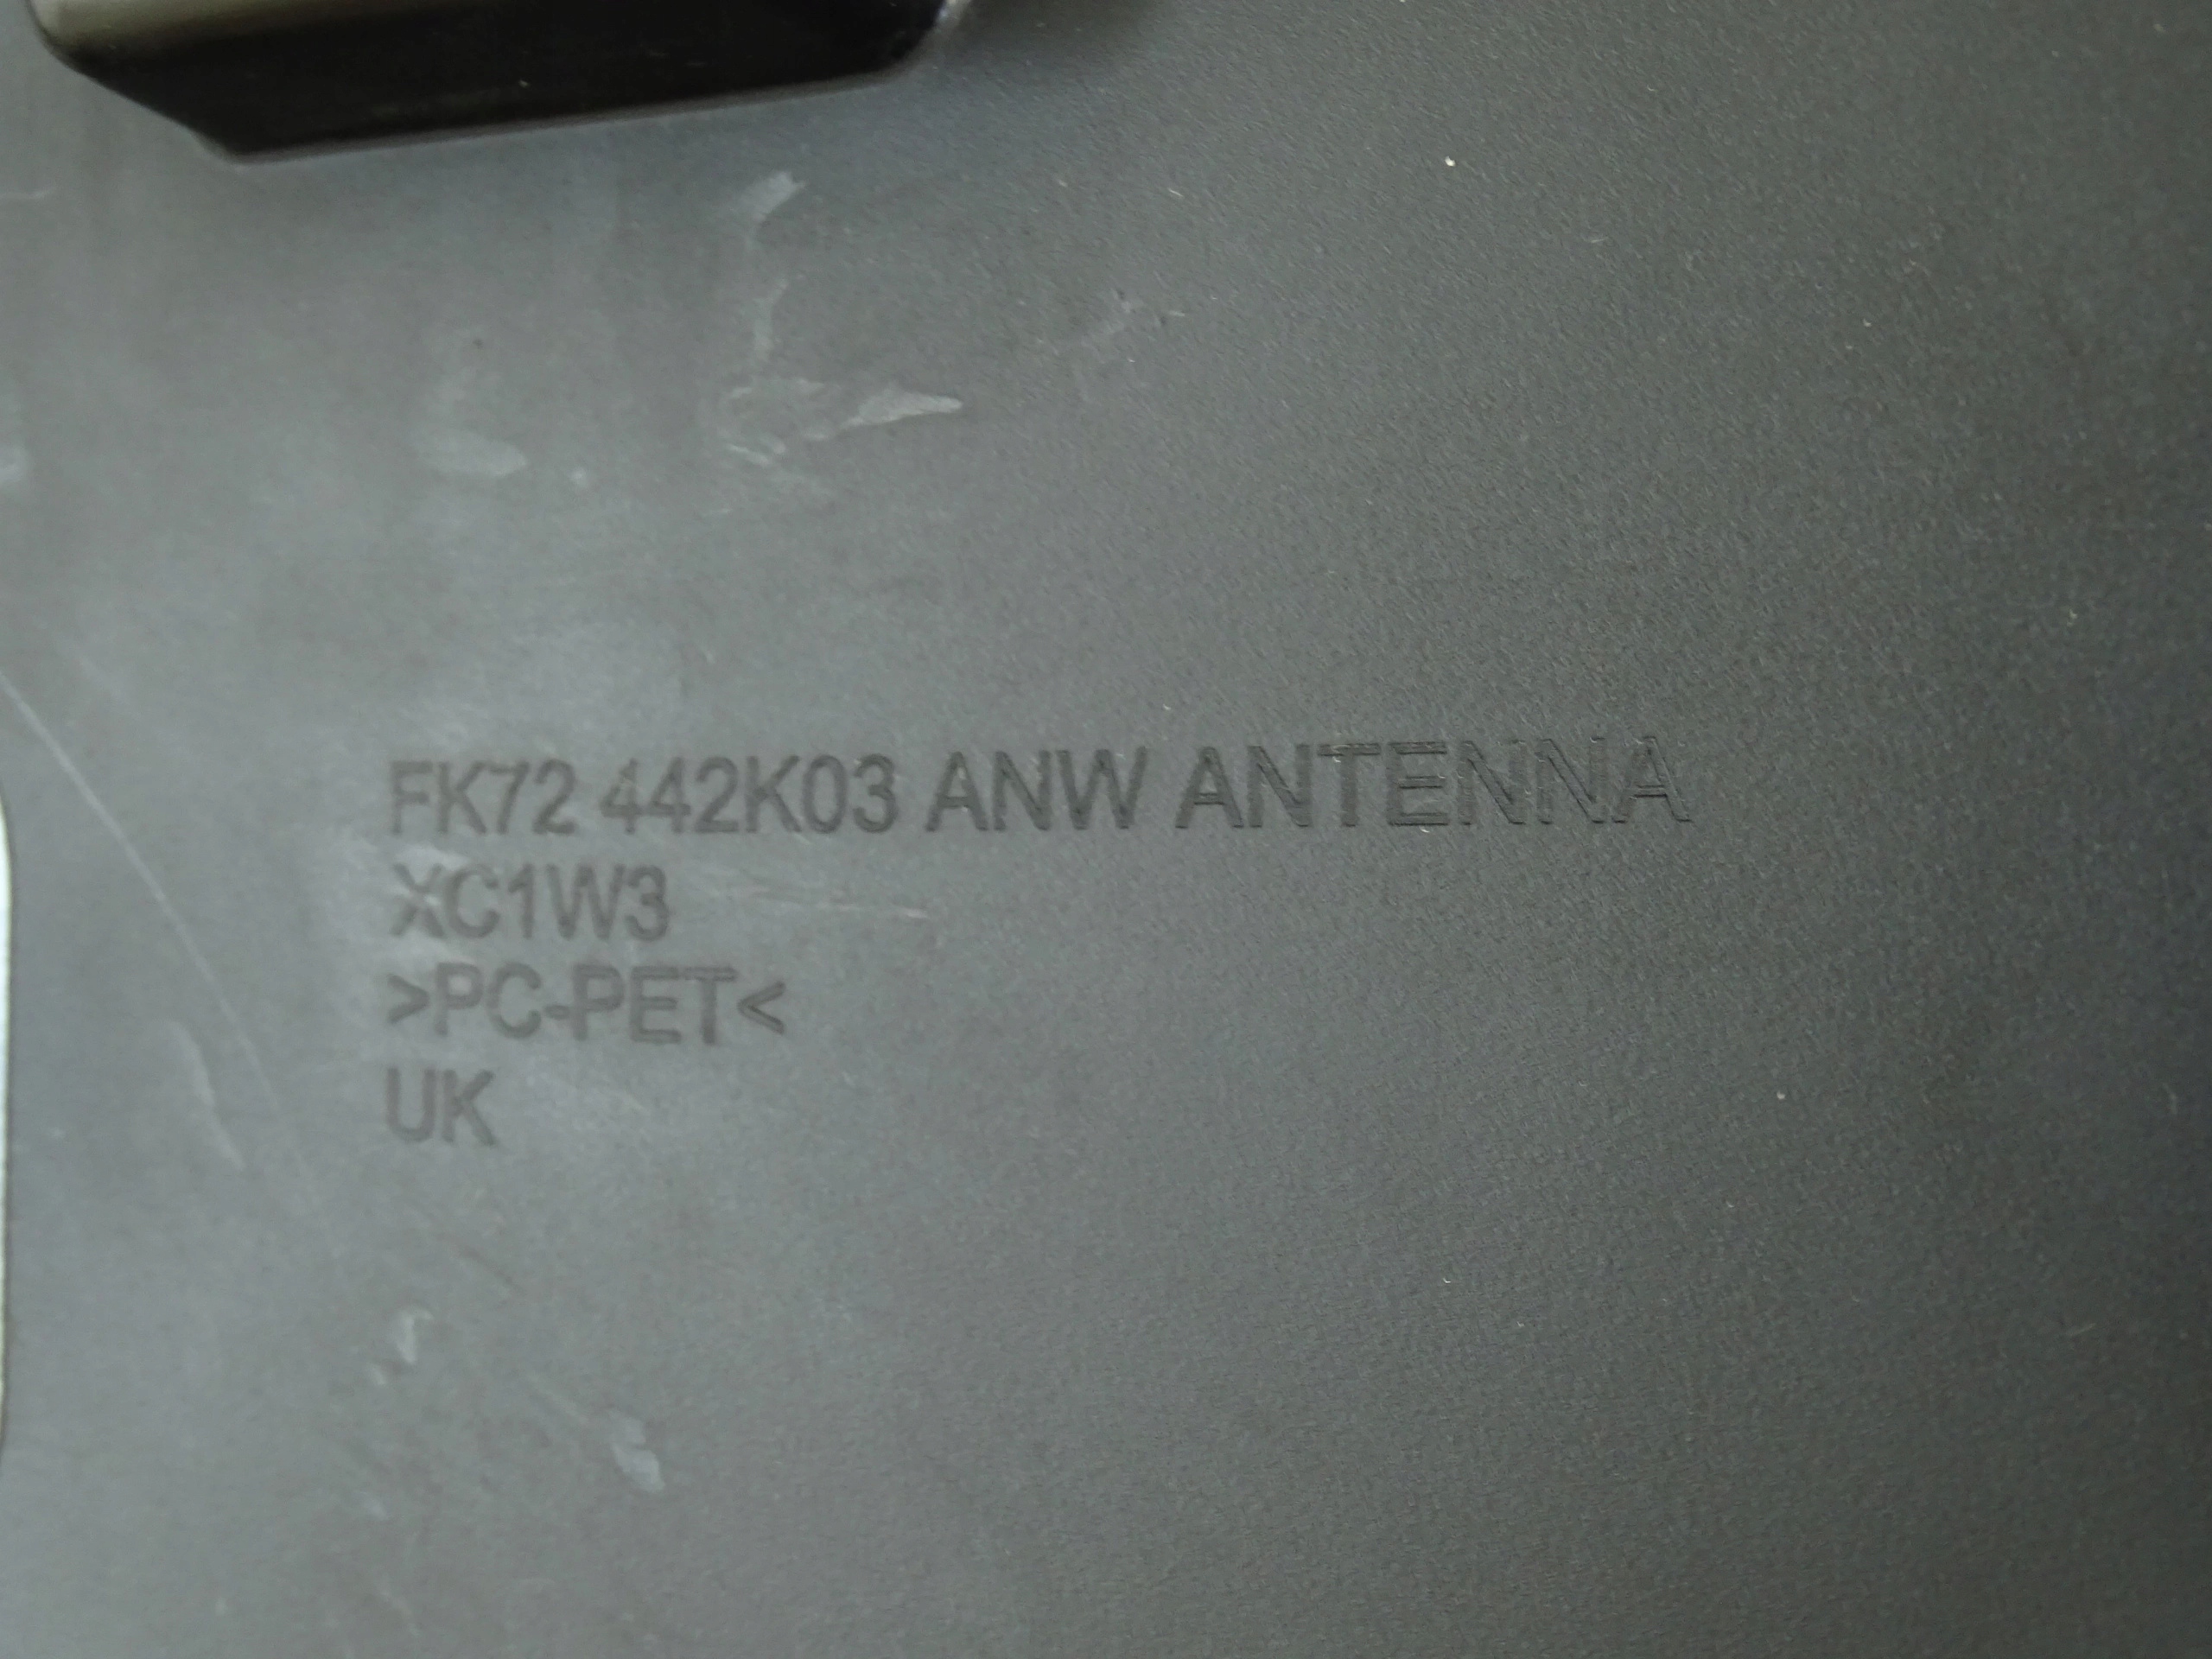 FK72 442K03 ANW ANTENNA
XC1W3
>PC-PET<
UK